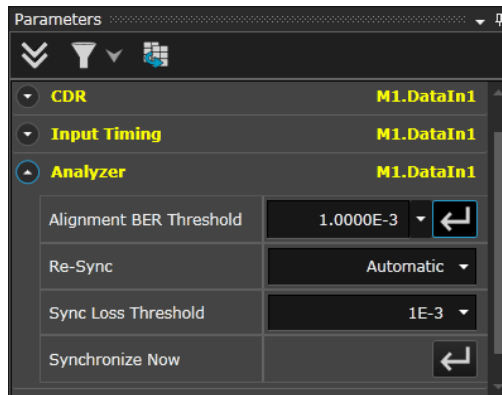 Parameters
CDR M1.DataIn1
Input Timing M1.DataIn1
Analyzer M1.DataIn1
Alignment BER Threshold 1.0000E-3
Re-Sync Automatic
Sync Loss Threshold 1E-3
Synchronize Now